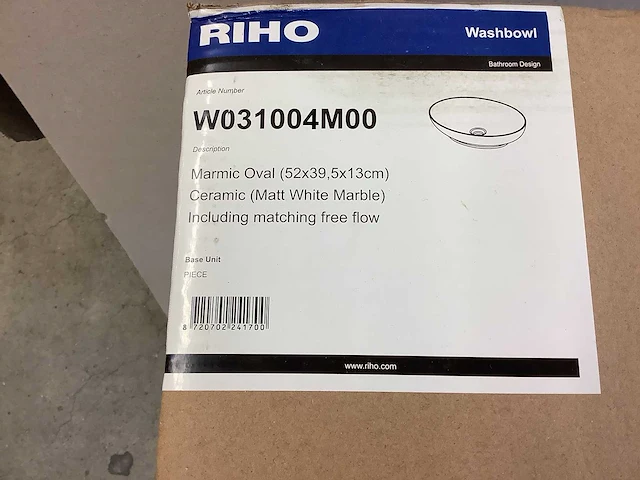 RIHO
Washbowl
Bathroom Design
Article Number
W031004M00
Description
Marmic Oval (52x39,5x13cm)
Ceramic (Matt White Marble)
Including matching free flow
Base Unit
PIECE
8 720702 241700
www.riho.com